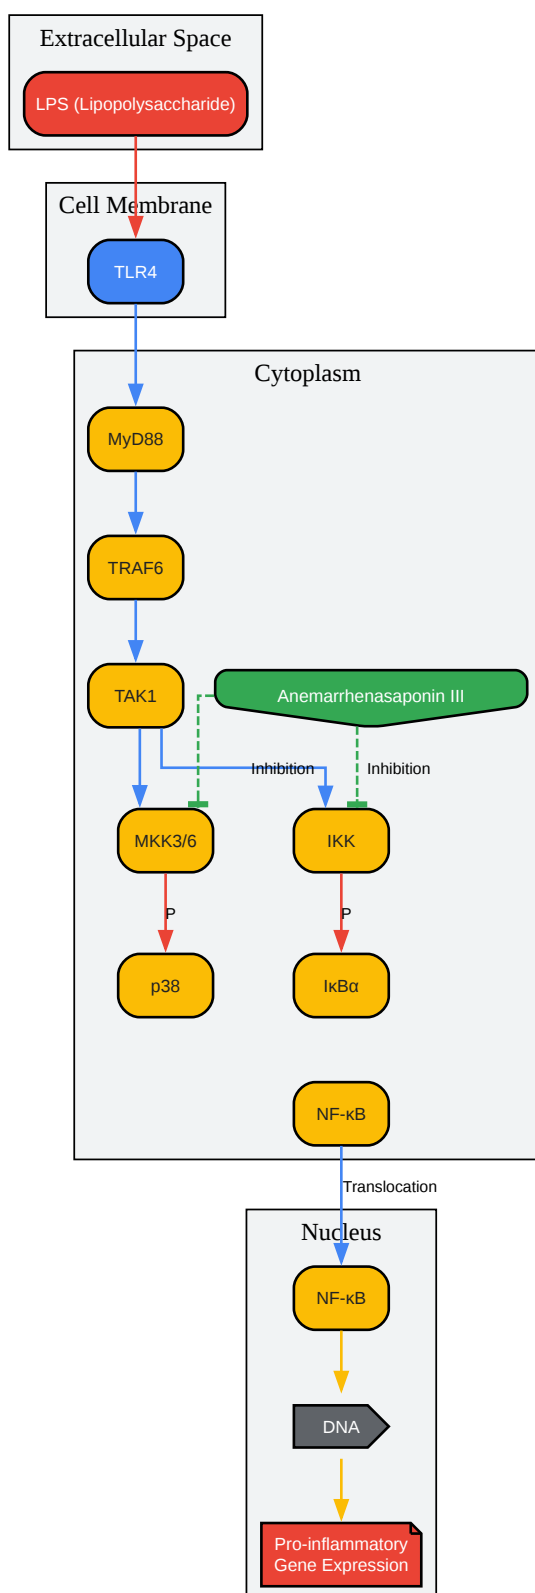 Extracellular Space
LPS (Lipopolysaccharide)
Cell Membrane
TLR4
Cytoplasm
MyD88
TRAF6
TAK1
Anemarrhenasaponin III
Inhibition
Inhibition
MKK3/6
IKK
P
P
p38
IκBα
NF-κB
Translocation
Nucleus
NF-κB
DNA
Pro-inflammatory
Gene Expression